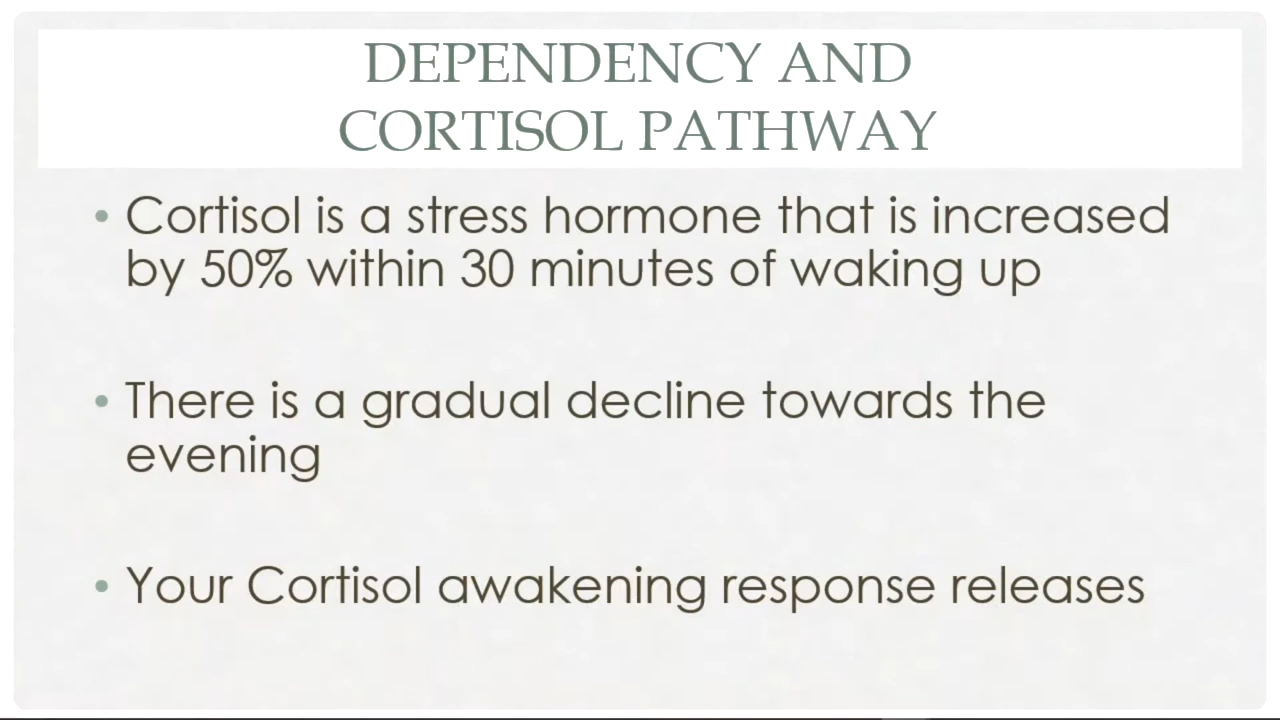 DEPENDENCY AND
CORTISOL PATHWAY
• Cortisol is a stress hormone that is increased
by 50% within 30 minutes of waking up
• There is a gradual decline towards the
evening
• Your Cortisol awakening response releases